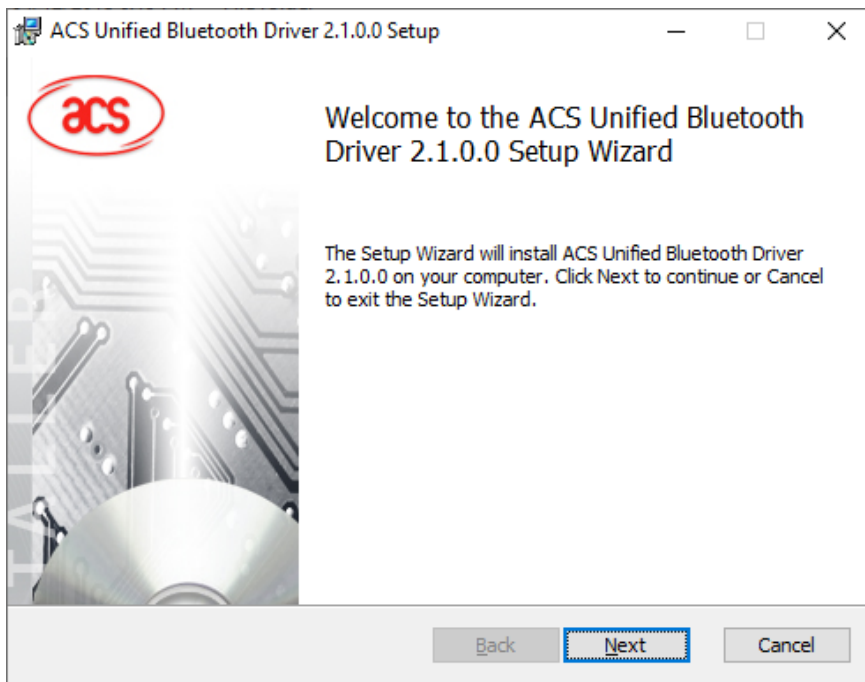 ACS Unified Bluetooth Driver 2.1.0.0 Setup
acs
Welcome to the ACS Unified Bluetooth
Driver 2.1.0.0 Setup Wizard
The Setup Wizard will install ACS Unified Bluetooth Driver
2.1.0.0 on your computer. Click Next to continue or Cancel
to exit the Setup Wizard.
TALLER
Back
Next
Cancel